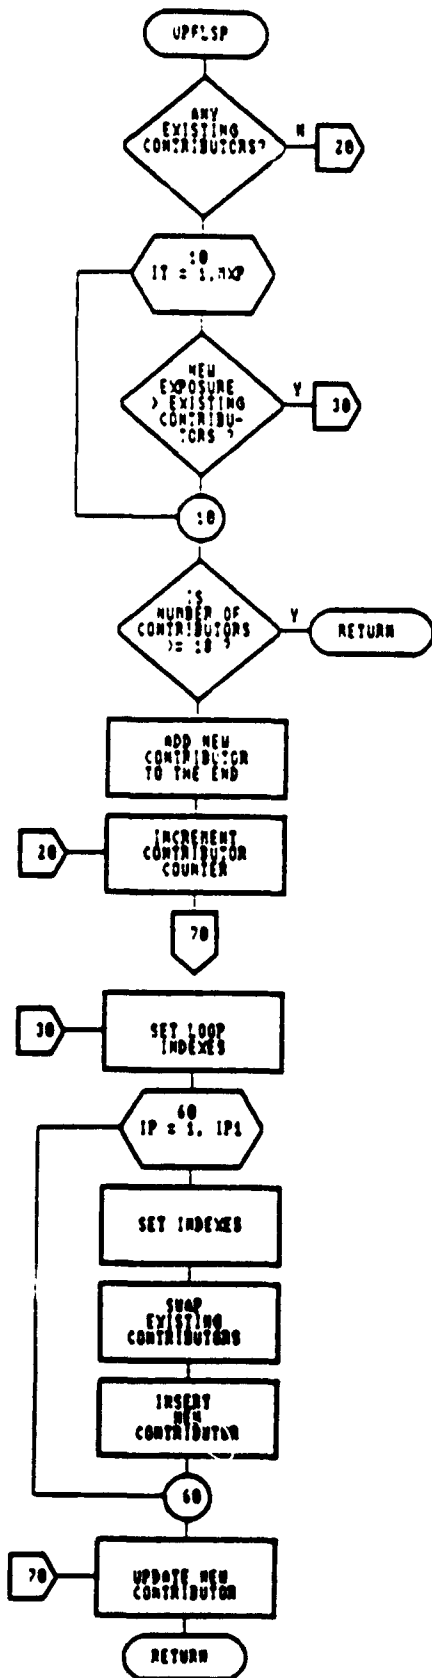 ANY
EXISTING
CONTRIBUTORS?
N
20
10
IT = 1,MXP
NEW
EXPOSURE
> EXISTING
CONTRIBU-
TORS ?
Y
30
10
IS
NUMBER OF
CONTRIBUTORS
>= 10 ?
Y
RETURN
ADD NEW
CONTRIBUTOR
TO THE END
20
INCREMENT
CONTRIBUTOR
COUNTER
70
30
SET LOOP
INDEXES
60
IP = 1, IP1
SET INDEXES
SWAP
EXISTING
CONTRIBUTORS
INSERT
NEW
CONTRIBUTOR
60
70
UPDATE NEW
CONTRIBUTOR
RETURN